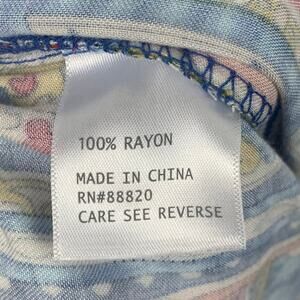 100% RAYON
MADE IN CHINA
RN#88820
CARE SEE REVERSE